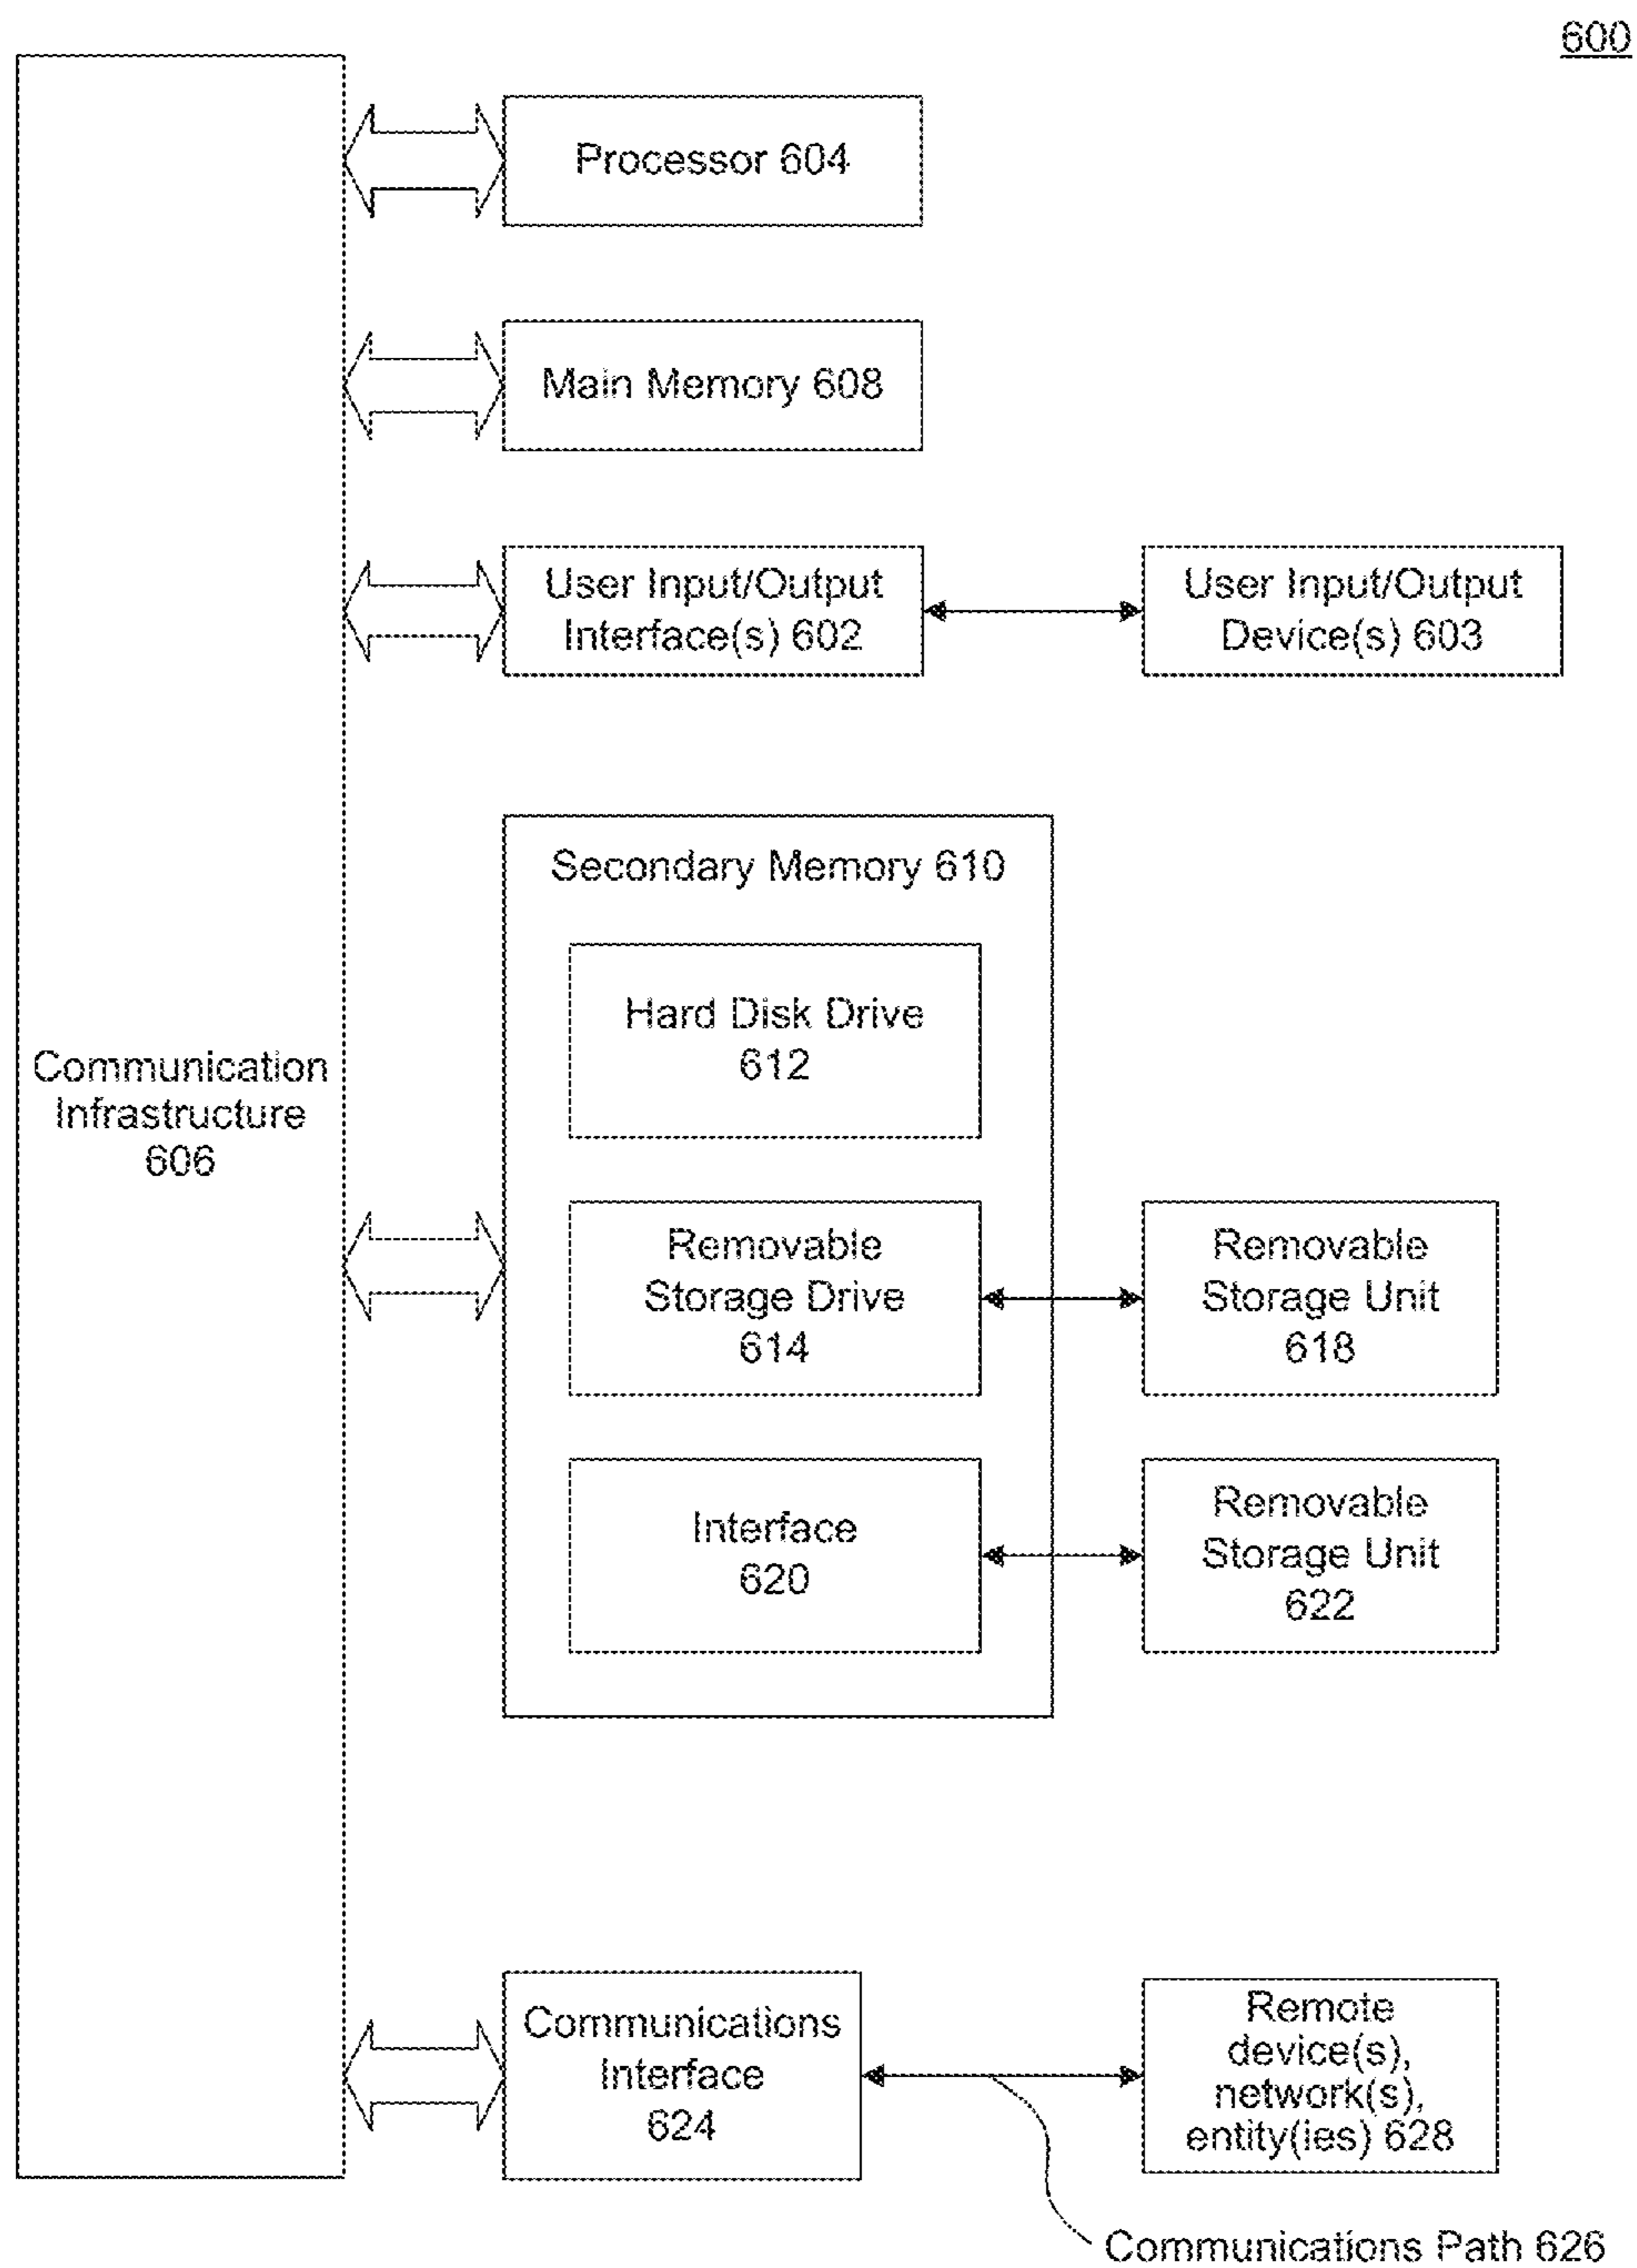 600
Processor 604
Main Memory 608
User Input/Output
Interface(s) 602
User Input/Output
Device(s) 603
Communication
Infrastructure
606
Secondary Memory 610
Hard Disk Drive
612
Removable
Storage Drive
614
Removable
Storage Unit
618
Interface
620
Removable
Storage Unit
622
Communications
Interface
624
Remote
device(s),
network(s),
entity(ies) 628
Communications Path 626